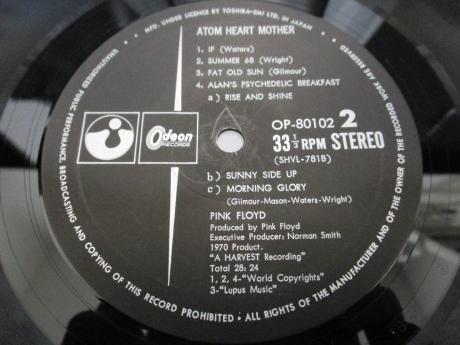 MFD. UNDER LICENCE BY TOSHIBA-EMI LTD. IN JAPAN
UNAUTHORIZED PUBLIC PERFORMANCE, BROADCASTING AND COPYING OF THIS RECORD PROHIBITED : ALL RIGHTS OF THE MANUFACTURER AND OF THE OWNER OF THE RECORDED WORK ARE RESERVED
ATOM HEART MOTHER
1. IF (Waters)
2. SUMMER 68 (Wright)
3. FAT OLD SUN (Gilmour)
4. ALAN'S PSYCHEDELIC BREAKFAST
a) RISE AND SHINE
Odeon
RECORDS
OP-80102 2
33 1/3 RPM STEREO
(SHVL-781B)
b) SUNNY SIDE UP
c) MORNING GLORY
(Gilmour-Mason-Waters-Wright)
PINK FLOYD
Produced by Pink Floyd
Executive Producer: Norman Smith
1970 Product.
"A HARVEST Recording"
Total 28: 24
1, 2, 4-"World Copyrights"
3-"Lupus Music"